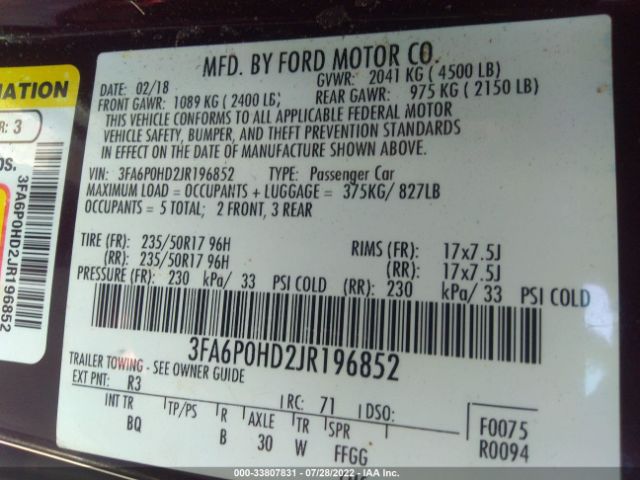 MFD. BY FORD MOTOR CO.
DATE: 02/18 GVWR: 2041 KG ( 4500 LB)
FRONT GAWR: 1089 KG ( 2400 LB) REAR GAWR: 975 KG ( 2150 LB)
THIS VEHICLE CONFORMS TO ALL APPLICABLE FEDERAL MOTOR
VEHICLE SAFETY, BUMPER, AND THEFT PREVENTION STANDARDS
IN EFFECT ON THE DATE OF MANUFACTURE SHOWN ABOVE.
VIN: 3FA6P0HD2JR196852 TYPE: Passenger Car
MAXIMUM LOAD = OCCUPANTS + LUGGAGE = 375KG/ 827LB
OCCUPANTS = 5 TOTAL; 2 FRONT, 3 REAR
TIRE (FR): 235/50R17 96H RIMS (FR): 17x7.5J
(RR): 235/50R17 96H (RR): 17x7.5J
PRESSURE (FR): 230 kPa/ 33 PSI COLD (RR): 230 kPa/ 33 PSI COLD
3FA6P0HD2JR196852
TRAILER TOWING - SEE OWNER GUIDE
EXT PNT: R3 RC: 71 DSO:
INT TR TP/PS R AXLE TR SPR F0075
BQ B 30 W FFGG R0094
MATION
R: 3
os.
3FA6P0HD2JR196852
000-33807831 - 07/28/2022 - IAA Inc.